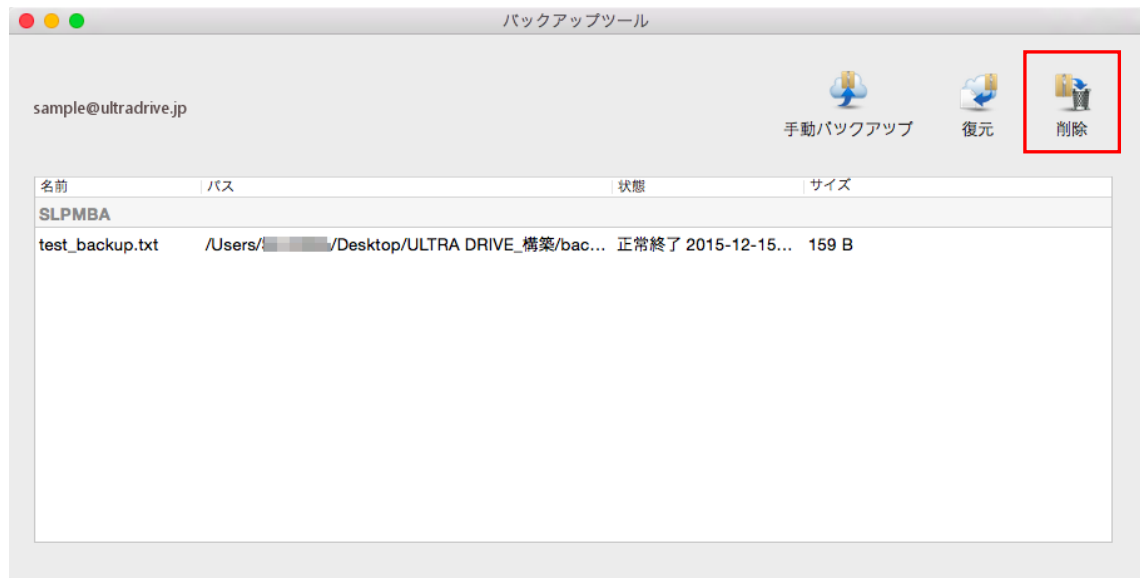 バックアップツール
sample@ultradrive.jp
手動バックアップ 復元 削除
名前 パス 状態 サイズ
SLPMBA
test_backup.txt /Users/ /Desktop/ULTRA DRIVE_構築/bac... 正常終了 2015-12-15... 159 B